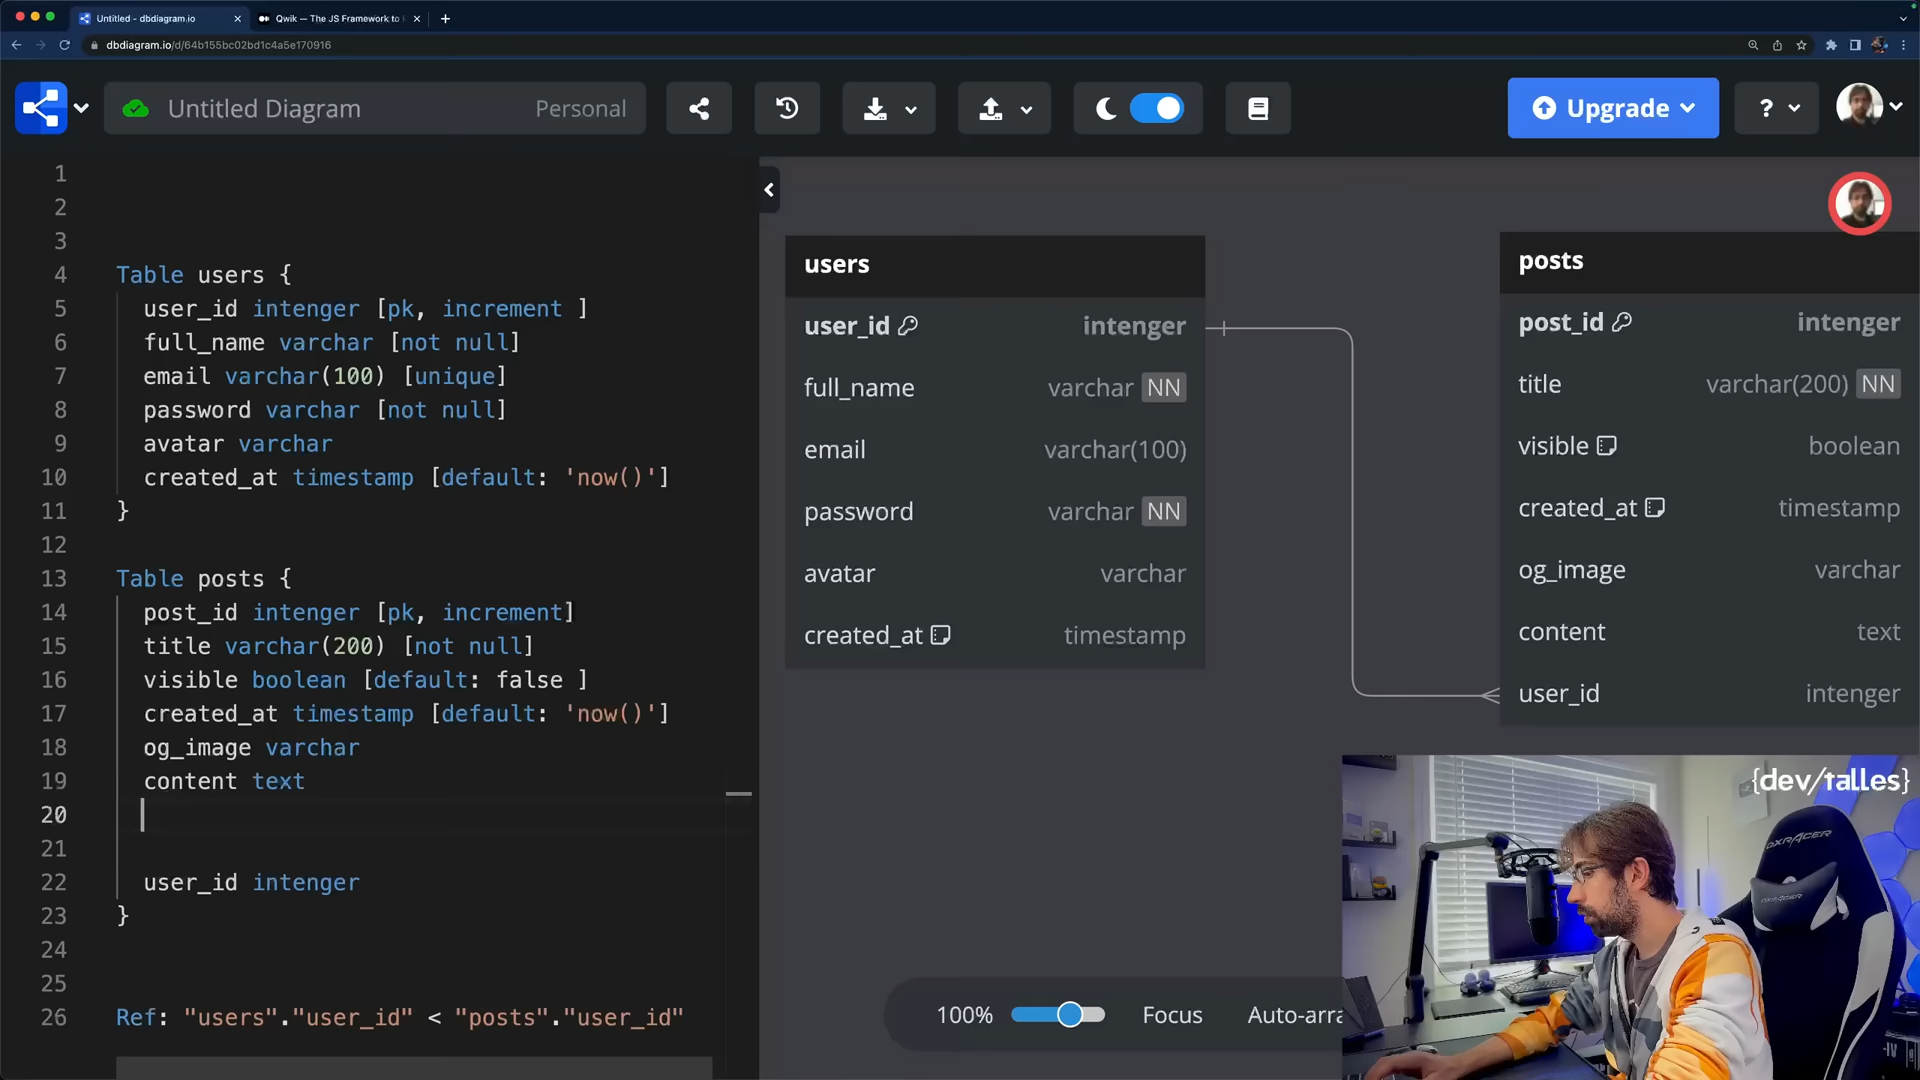 Untitled - dbdiagram.io
Qwik — The JS Framework to
dbdiagram.io/d/64b155bc02bd1c4a5e170916
Untitled Diagram
Personal
Upgrade
?
1
2
3
4 Table users {
5 user_id intenger [pk, increment ]
6 full_name varchar [not null]
7 email varchar(100) [unique]
8 password varchar [not null]
9 avatar varchar
10 created_at timestamp [default: 'now()']
11 }
12
13 Table posts {
14 post_id intenger [pk, increment]
15 title varchar(200) [not null]
16 visible boolean [default: false ]
17 created_at timestamp [default: 'now()']
18 og_image varchar
19 content text
20
21
22 user_id intenger
23 }
24
25
26 Ref: "users"."user_id" < "posts"."user_id"
users
user_id intenger
full_name varchar NN
email varchar(100)
password varchar NN
avatar varchar
created_at timestamp
posts
post_id intenger
title varchar(200) NN
visible boolean
created_at timestamp
og_image varchar
content text
user_id intenger
100%
Focus
Auto-arra
{dev/talles}
DXRACER